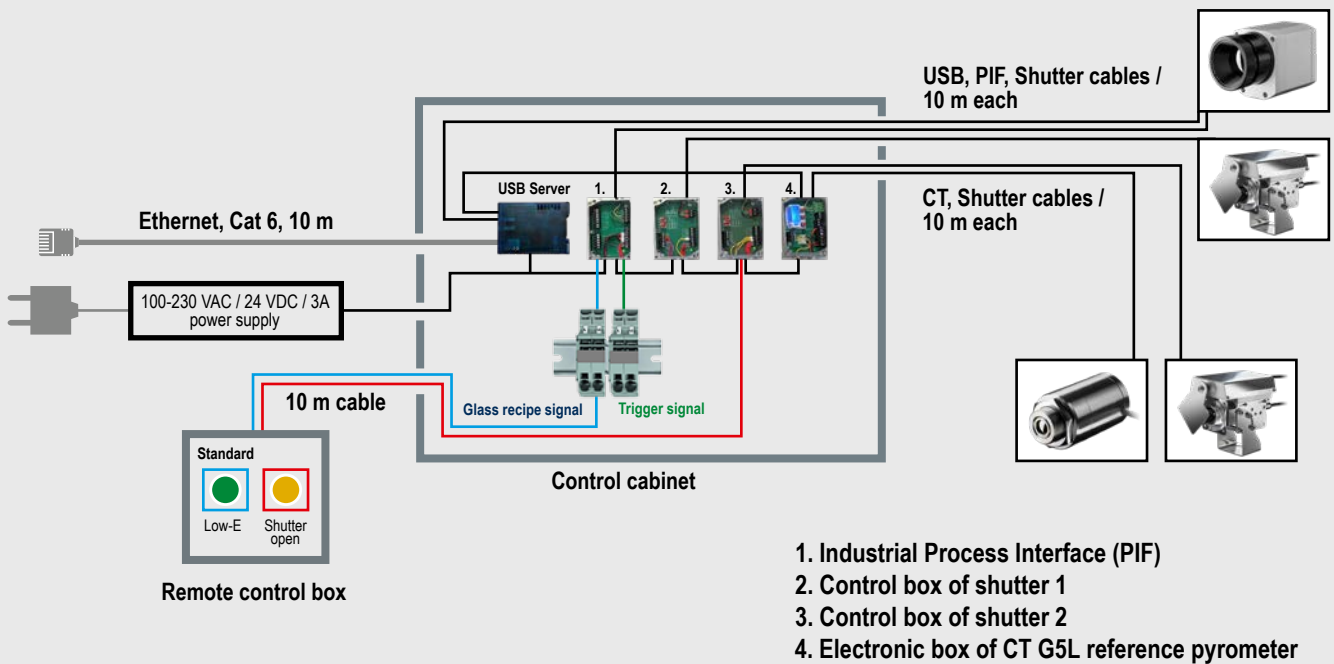 USB, PIF, Shutter cables /
10 m each
USB Server
1.
2.
3.
4.
CT, Shutter cables /
10 m each
Ethernet, Cat 6, 10 m
100-230 VAC / 24 VDC / 3A
power supply
10 m cable
Glass recipe signal
Trigger signal
Standard
Low-E
Shutter
open
Control cabinet
Remote control box
1. Industrial Process Interface (PIF)
2. Control box of shutter 1
3. Control box of shutter 2
4. Electronic box of CT G5L reference pyrometer